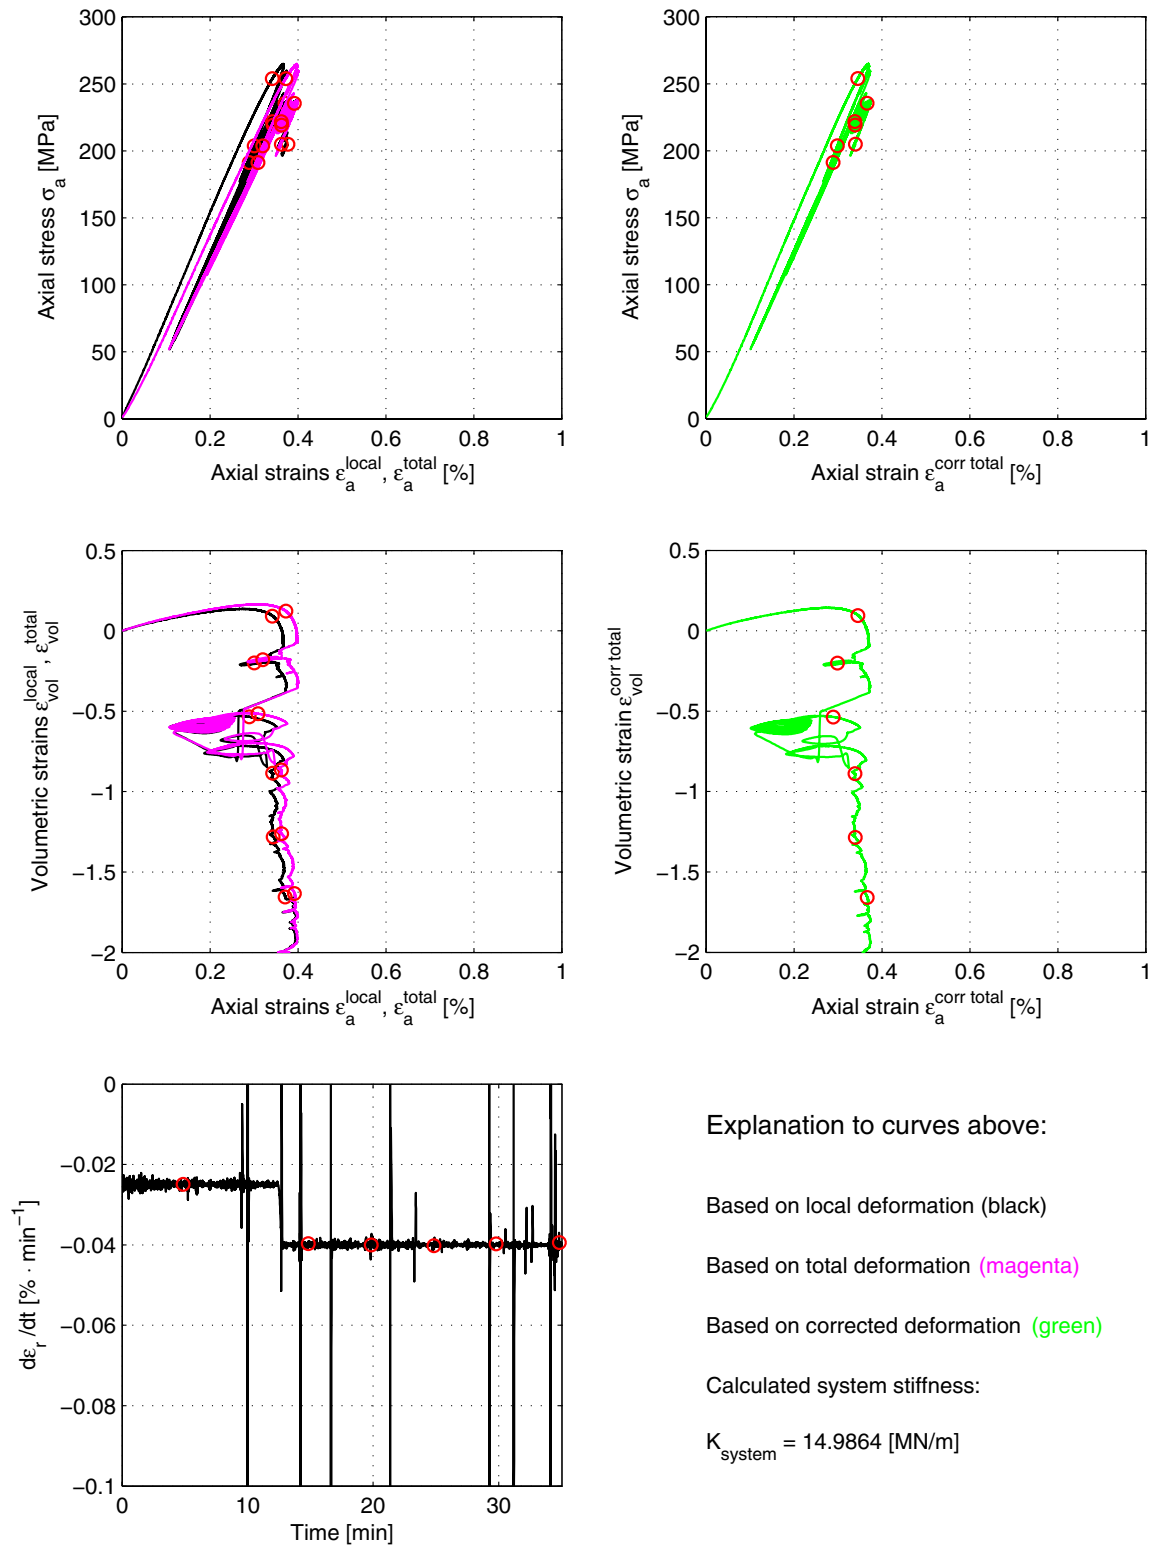 300
250
200
150
100
50
0
0 0.2 0.4 0.6 0.8 1
Axial stress σa [MPa]
Axial strains εa^local, εa^total [%]
300
250
200
150
100
50
0
0 0.2 0.4 0.6 0.8 1
Axial stress σa [MPa]
Axial strain εa^corr total [%]
0.5
0
−0.5
−1
−1.5
−2
0 0.2 0.4 0.6 0.8 1
Volumetric strains εvol^local, εvol^total
Axial strains εa^local, εa^total [%]
0.5
0
−0.5
−1
−1.5
−2
0 0.2 0.4 0.6 0.8 1
Volumetric strain εvol^corr total
Axial strain εa^corr total [%]
0
−0.02
−0.04
−0.06
−0.08
−0.1
0 10 20 30
dεr /dt [% · min−1]
Time [min]
Explanation to curves above:
Based on local deformation (black)
Based on total deformation (magenta)
Based on corrected deformation (green)
Calculated system stiffness:
Ksystem = 14.9864 [MN/m]